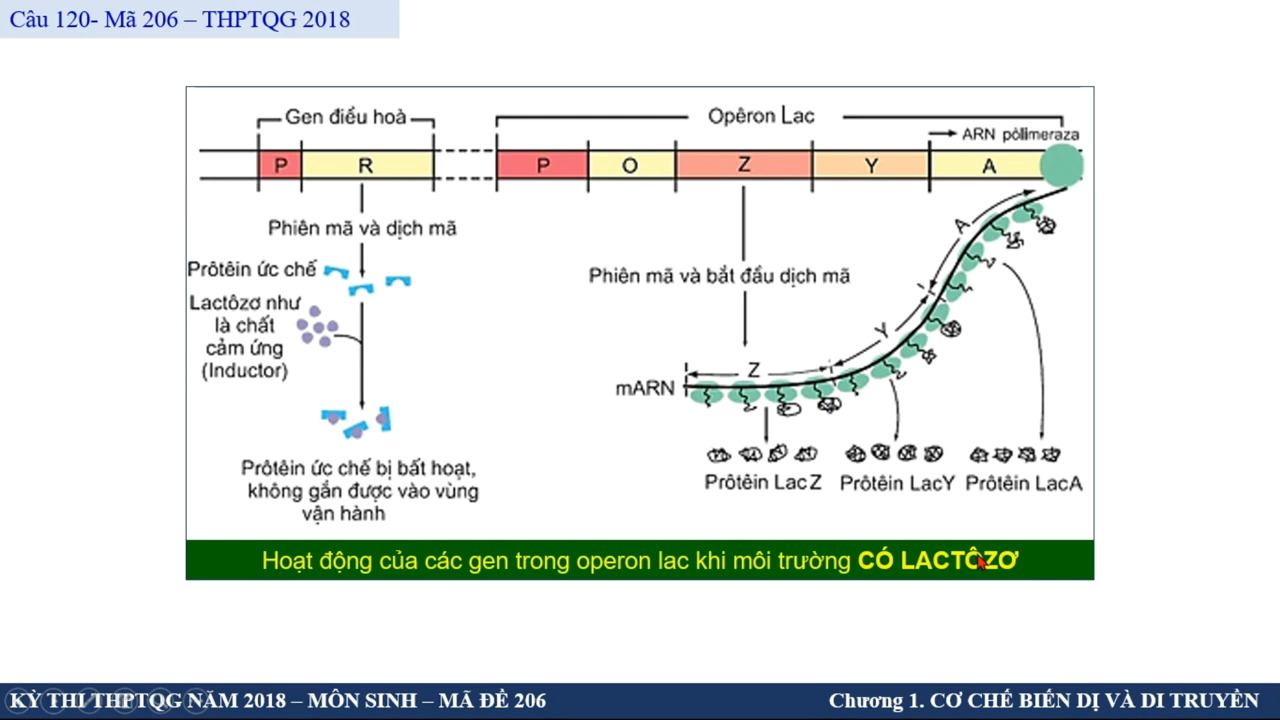 Câu 120- Mã 206 – THPTQG 2018
Gen điều hoà
Opêron Lac
ARN pôlimeraza
P
R
P
O
Z
Y
A
Phiên mã và dịch mã
Prôtêin ức chế
Lactôzơ như
là chất
cảm ứng
(Inductor)
Prôtêin ức chế bị bất hoạt,
không gắn được vào vùng
vận hành
Phiên mã và bắt đầu dịch mã
mARN
Z
Y
A
Prôtêin LacZ
Prôtêin LacY
Prôtêin LacA
Hoạt động của các gen trong operon lac khi môi trường CÓ LACTÔZƠ
KỲ THI THPTQG NĂM 2018 – MÔN SINH – MÃ ĐỀ 206
Chương 1. CƠ CHẾ BIẾN DỊ VÀ DI TRUYỀN